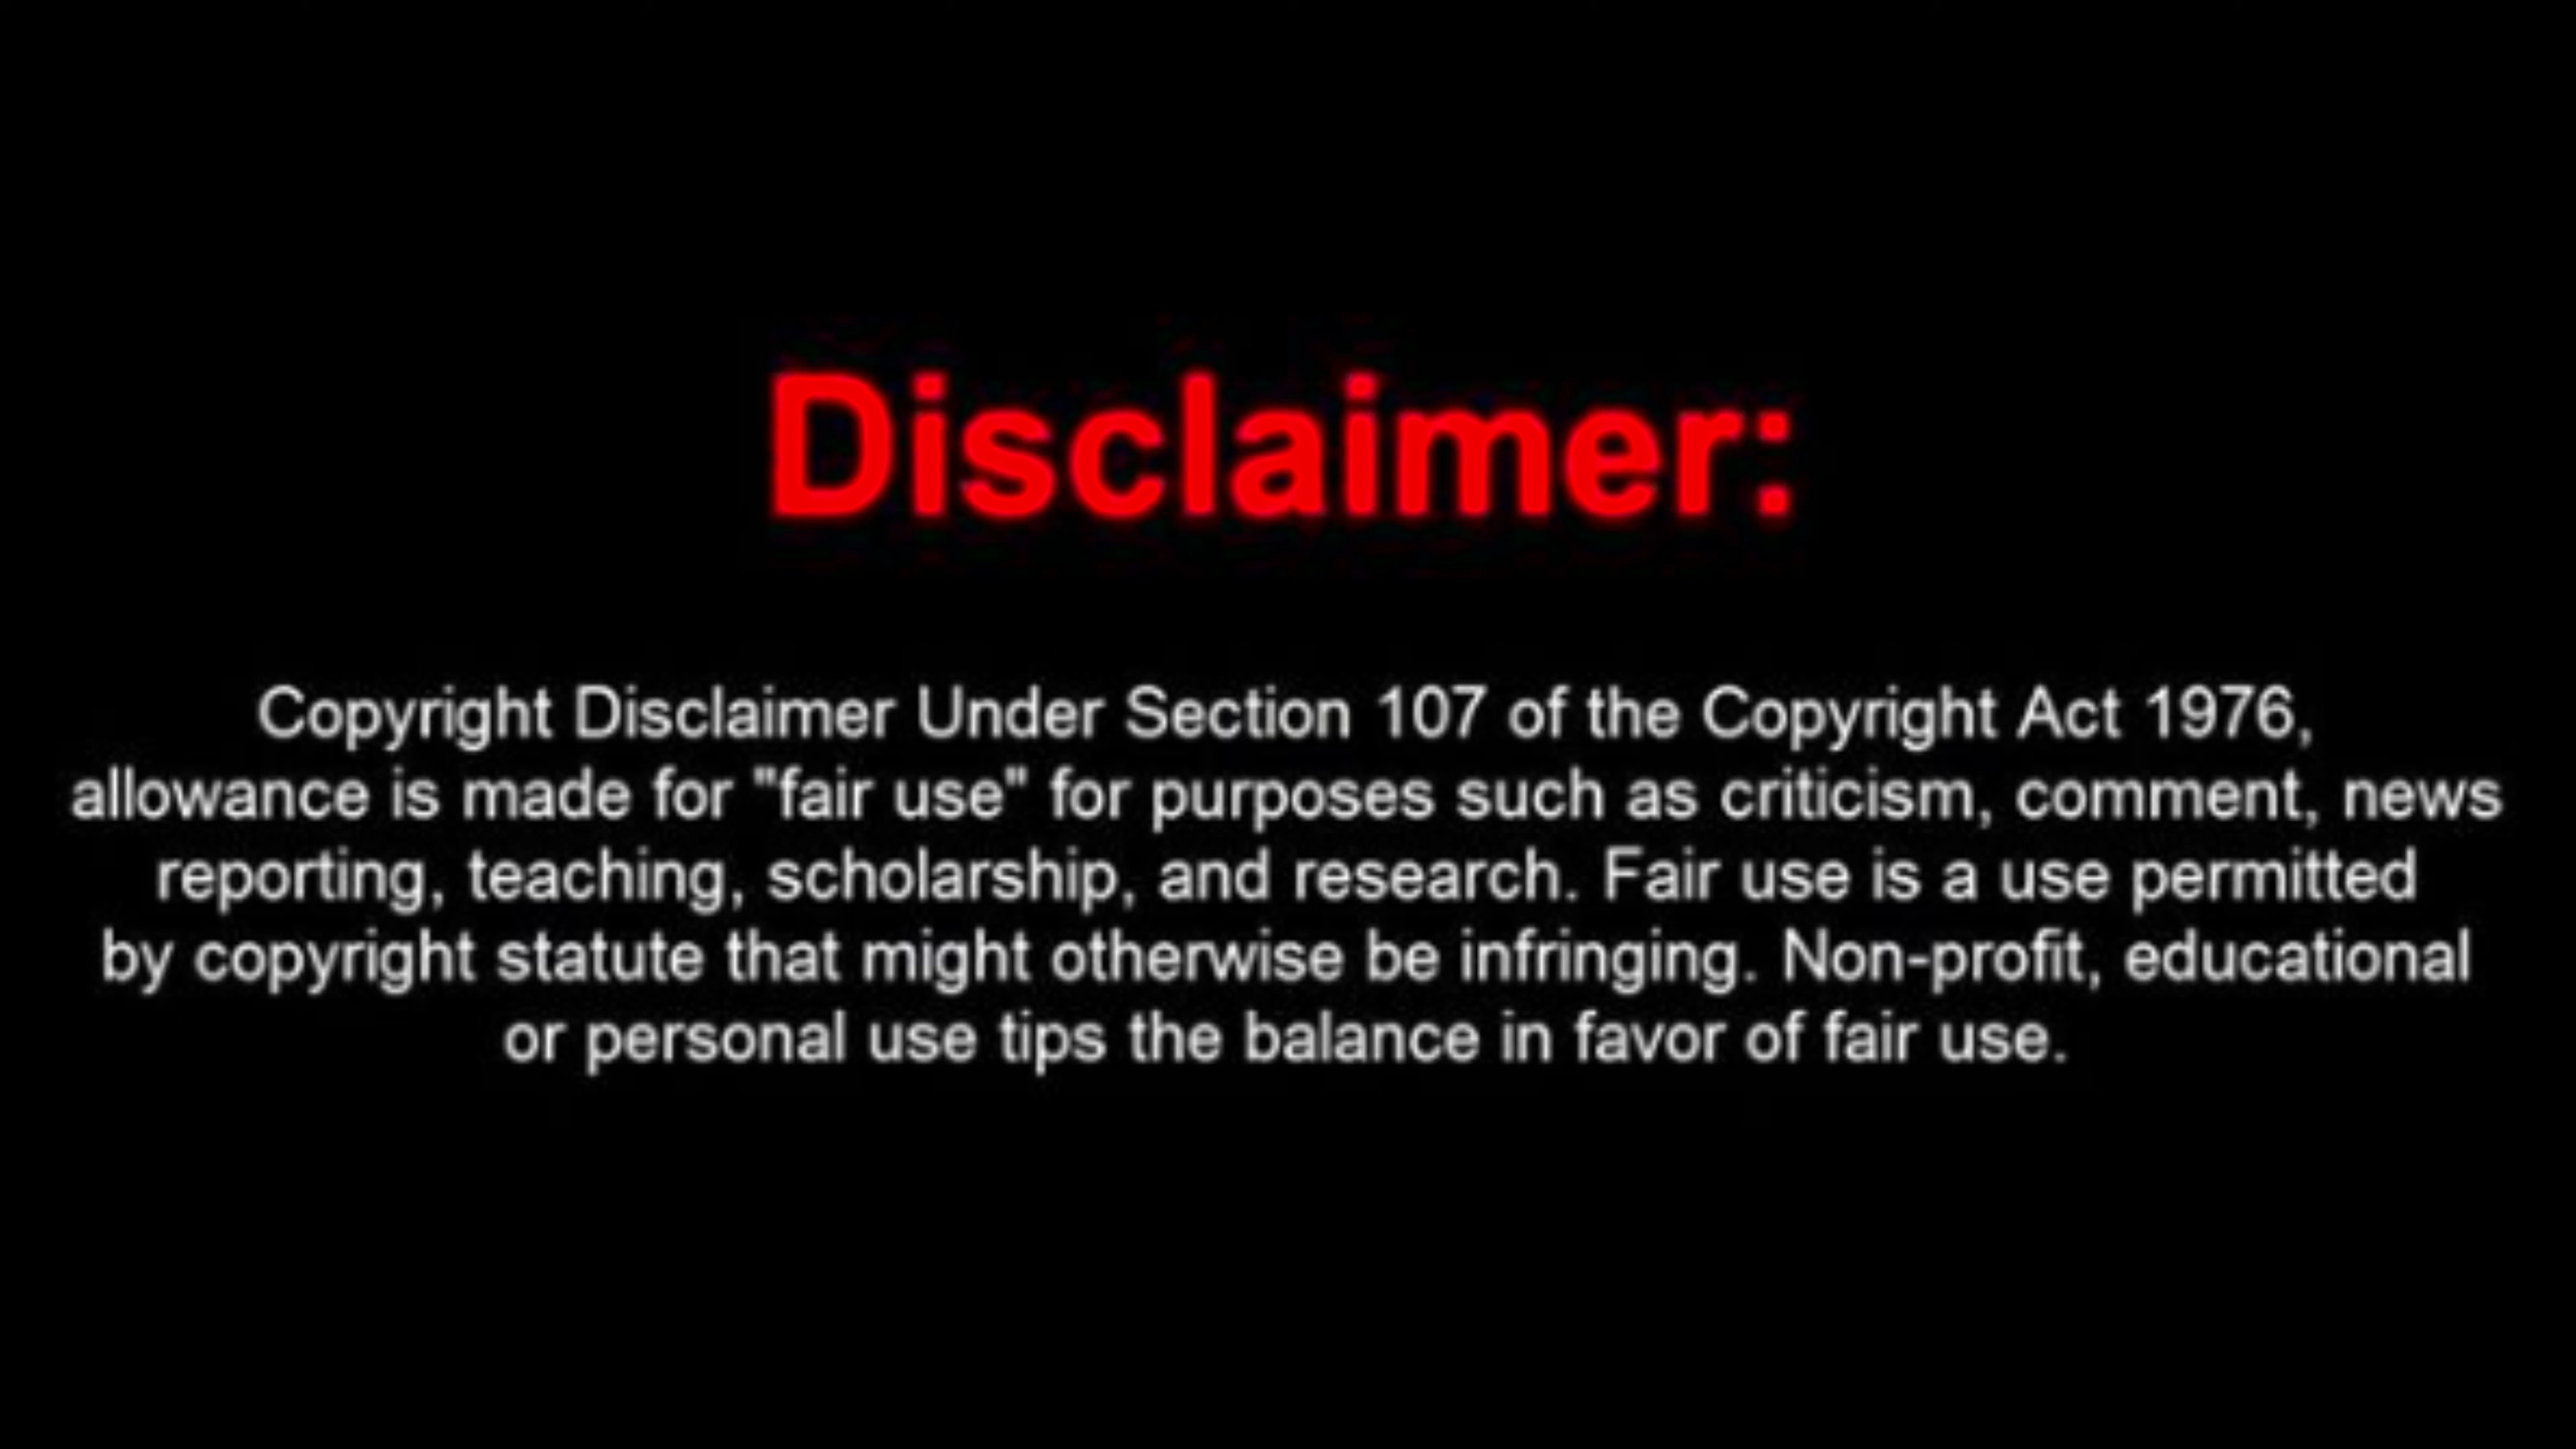 Disclaimer:
Copyright Disclaimer Under Section 107 of the Copyright Act 1976,
allowance is made for "fair use" for purposes such as criticism, comment, news
reporting, teaching, scholarship, and research. Fair use is a use permitted
by copyright statute that might otherwise be infringing. Non-profit, educational
or personal use tips the balance in favor of fair use.